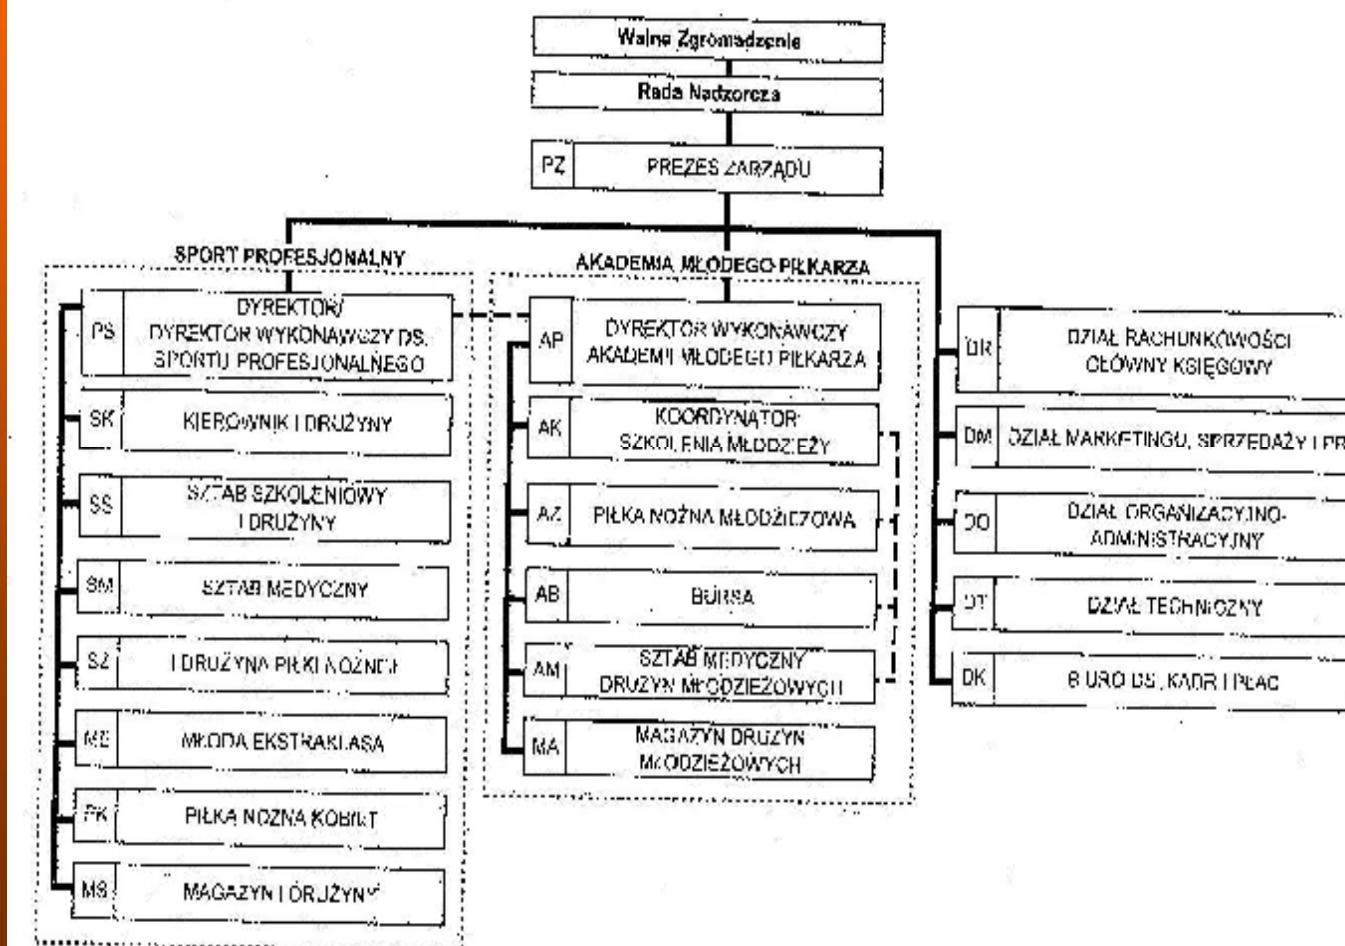 Walne Zgromadzenie
Rada Nadzorcza
PZ PREZES ZARZĄDU
SPORT PROFESJONALNY
PS DYREKTOR/
DYREKTOR WYKONAWCZY DS.
SPORTU PROFESJONALNEGO
SK KIEROWNIK I DRUŻYNY
SS SZTAB SZKOLENIOWY
I DRUŻYNY
SM SZTAB MEDYCZNY
SZ I DRUŻYNA PIŁKI NOŻNEJ
ME MŁODA EKSTRAKLASA
PK PIŁKA NOŻNA KOBIET
MS MAGAZYN I DRUŻYNY
AKADEMIA MŁODEGO PIŁKARZA
AP DYREKTOR WYKONAWCZY
AKADEMII MŁODEGO PIŁKARZA
AK KOORDYNATOR
SZKOLENIA MŁODZIEŻY
AZ PIŁKA NOŻNA MŁODZIEŻOWA
AB BURSA
AM SZTAB MEDYCZNY
DRUŻYN MŁODZIEŻOWYCH
MA MAGAZYN DRUŻYN
MŁODZIEŻOWYCH
DR DZIAŁ RACHUNKOWOŚCI
GŁÓWNY KSIĘGOWY
DM DZIAŁ MARKETINGU, SPRZEDAŻY I PR
DO DZIAŁ ORGANIZACYJNO-
ADMINISTRACYJNY
DT DZIAŁ TECHNICZNY
DK BIURO DS. KADR I PŁAC